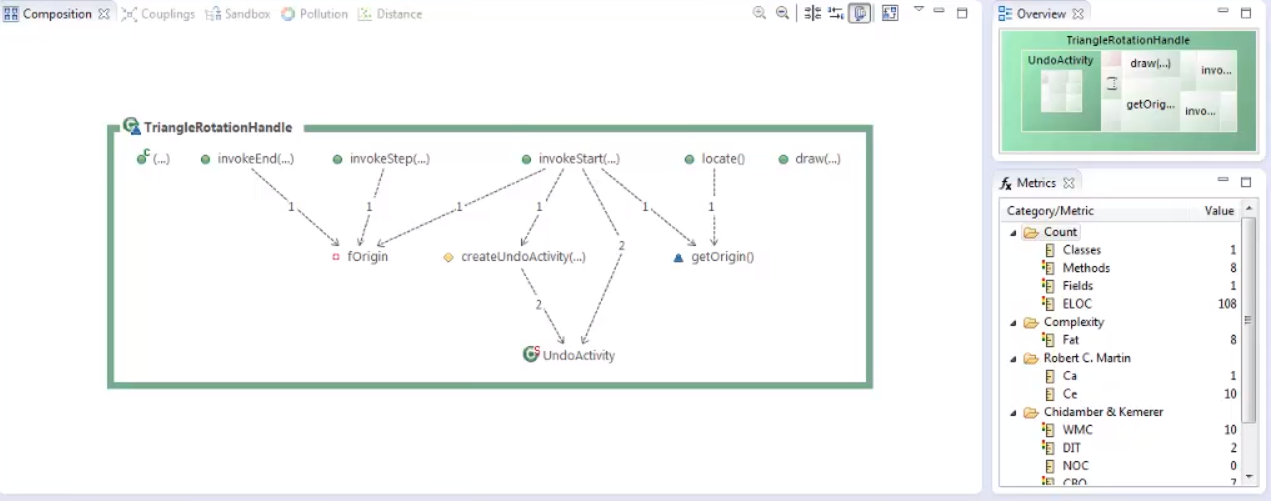 Composition Couplings Sandbox Pollution Distance
TriangleRotationHandle
C (...) invokeEnd(...) invokeStep(...) invokeStart(...) locate() draw(...)
1 1 1 1 1 1
2
fOrigin createUndoActivity(...) getOrigin()
2
UndoActivity
Overview
TriangleRotationHandle
UndoActivity
draw(...)
invo...
(...)
getOrig...
invo...
fx Metrics
Category/Metric Value
Count
Classes 1
Methods 8
Fields 1
ELOC 108
Complexity
Fat 8
Robert C. Martin
Ca 1
Ce 10
Chidamber & Kemerer
WMC 10
DIT 2
NOC 0
CBO 7